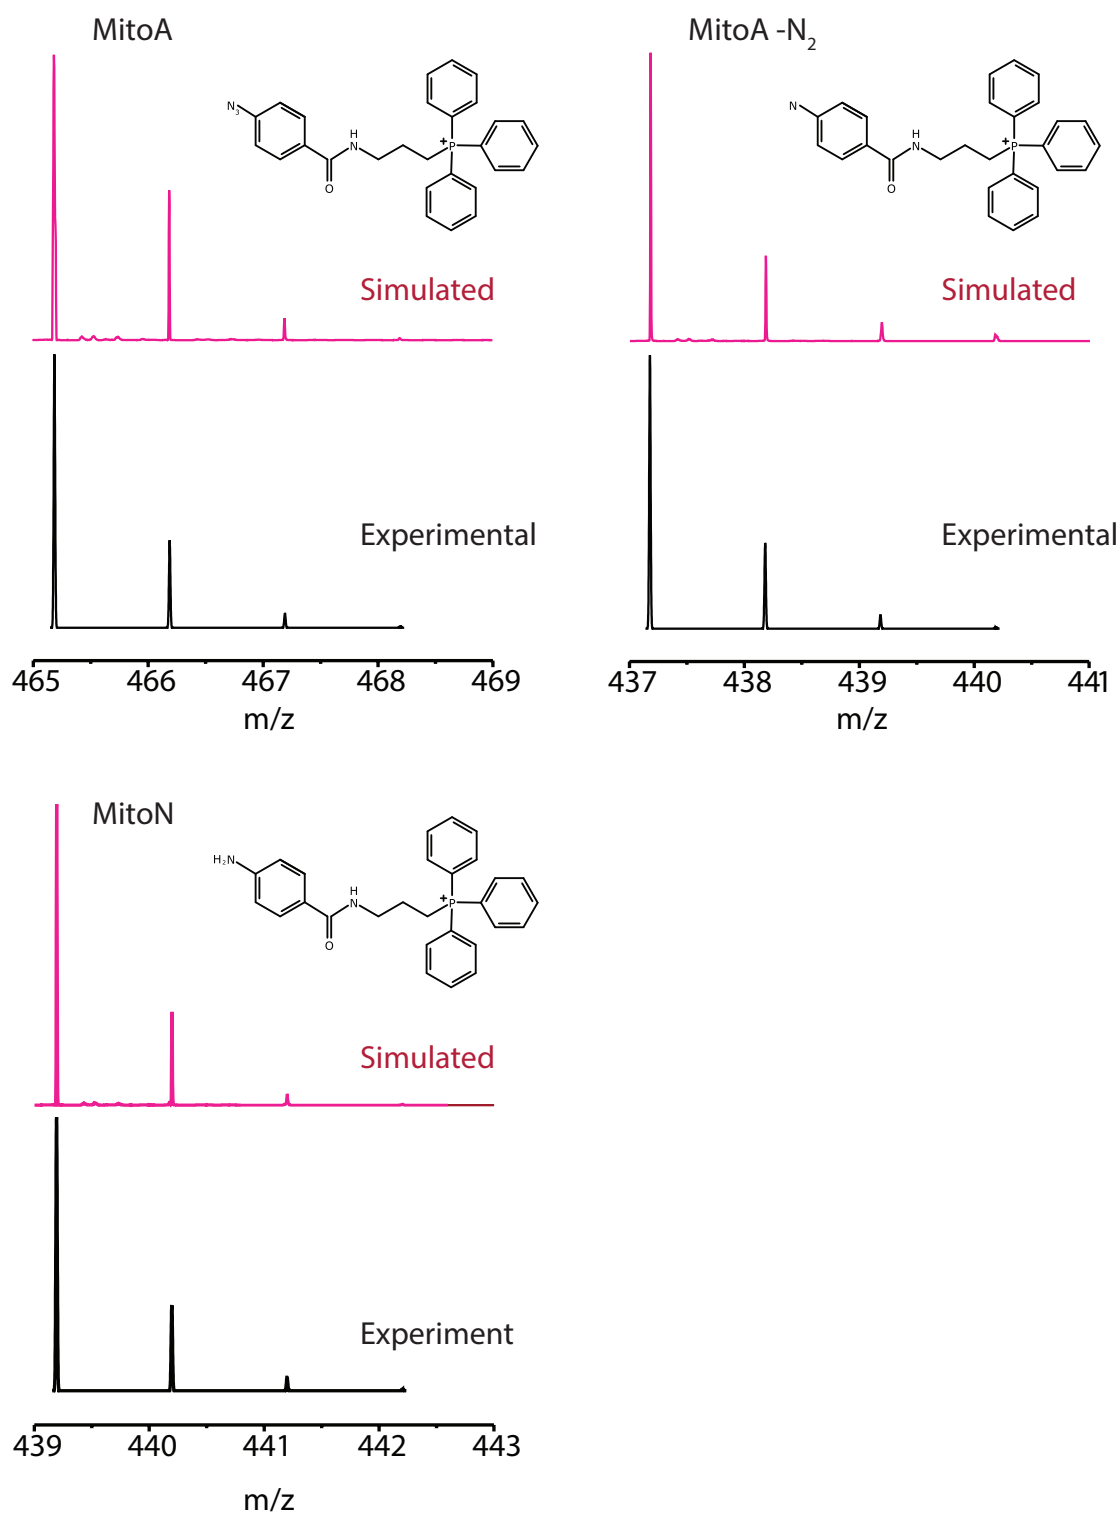 MitoA
N₃
H
N
O
+P
Simulated
Experimental
465 466 467 468 469
m/z
MitoA -N₂
N
H
N
O
+P
Simulated
Experimental
437 438 439 440 441
m/z
MitoN
H₂N
H
N
O
+P
Simulated
Experiment
439 440 441 442 443
m/z